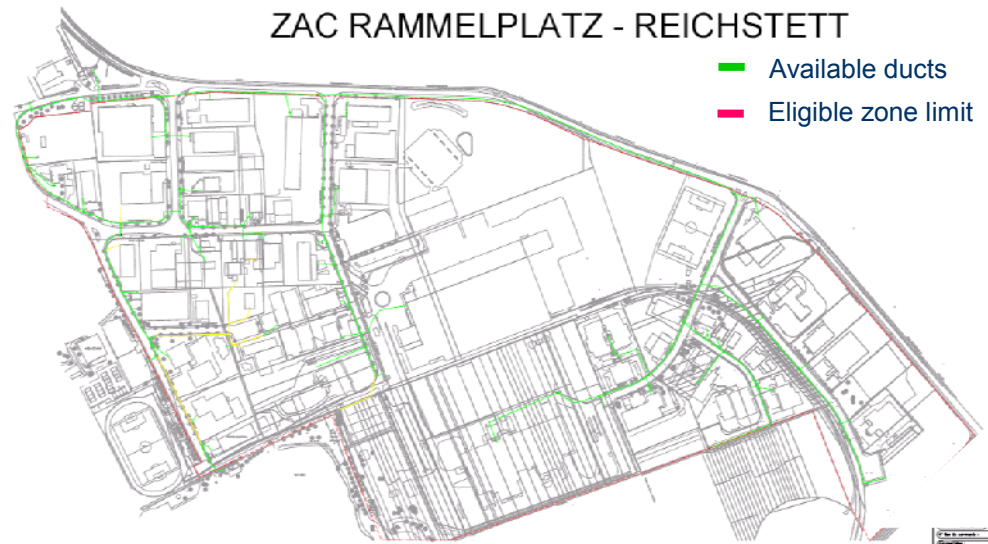 ZAC RAMMELPLATZ - REICHSTETT
Available ducts
Eligible zone limit